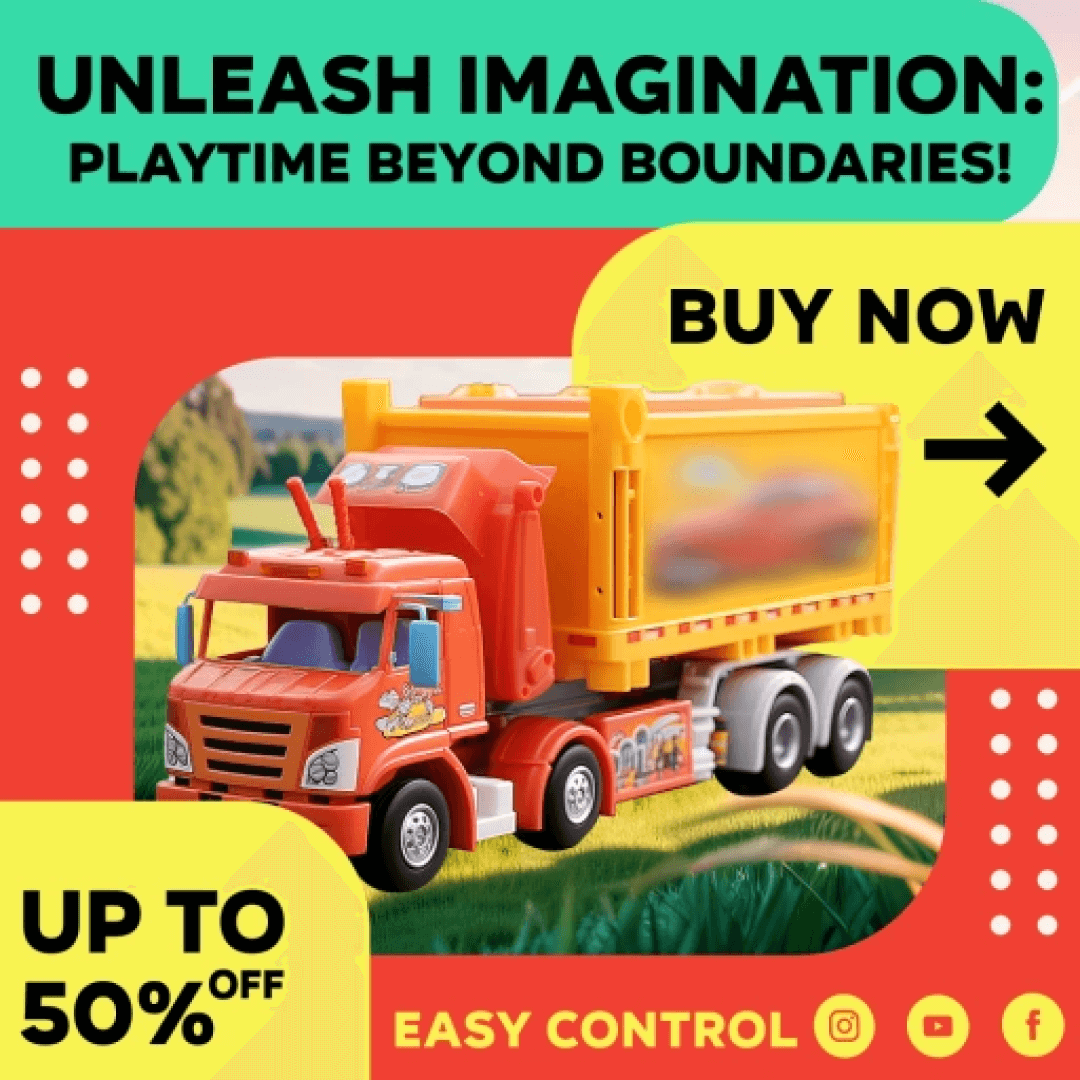 UNLEASH IMAGINATION:
PLAYTIME BEYOND BOUNDARIES!
BUY NOW
UP TO
50% OFF
EASY CONTROL